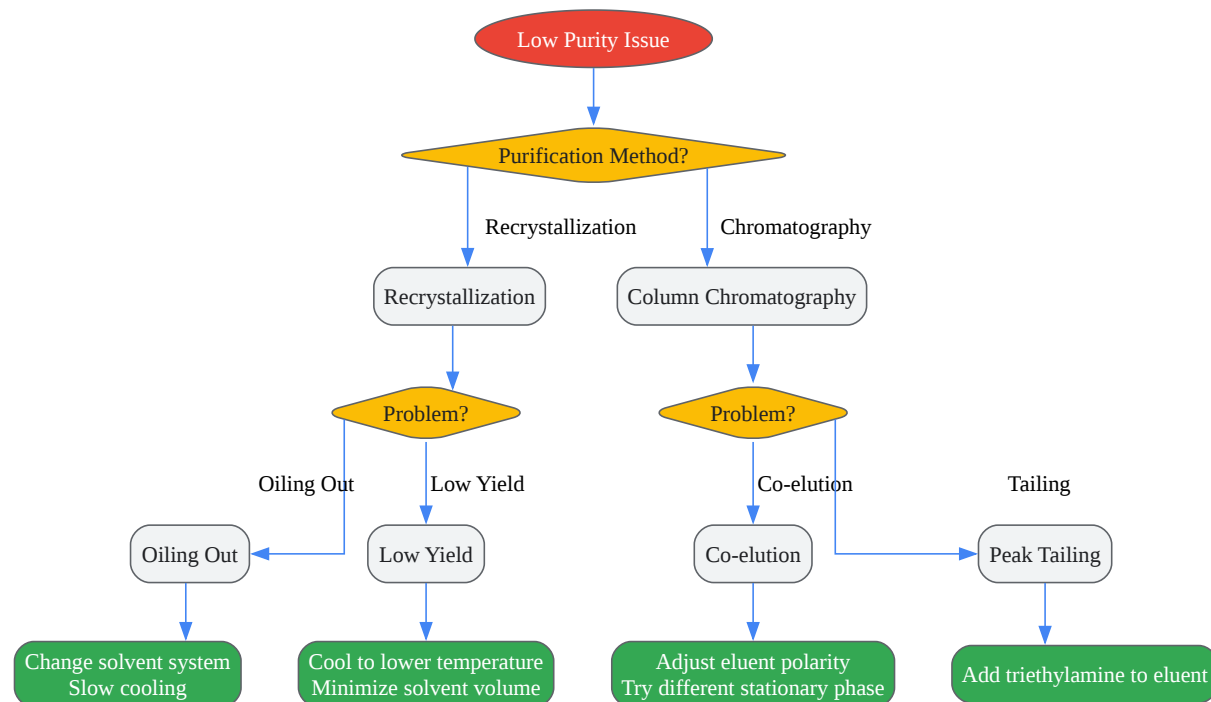 Low Purity Issue
Purification Method?
Recrystallization
Chromatography
Recrystallization
Column Chromatography
Problem?
Problem?
Oiling Out
Low Yield
Co-elution
Tailing
Oiling Out
Low Yield
Co-elution
Peak Tailing
Change solvent system
Slow cooling
Cool to lower temperature
Minimize solvent volume
Adjust eluent polarity
Try different stationary phase
Add triethylamine to eluent